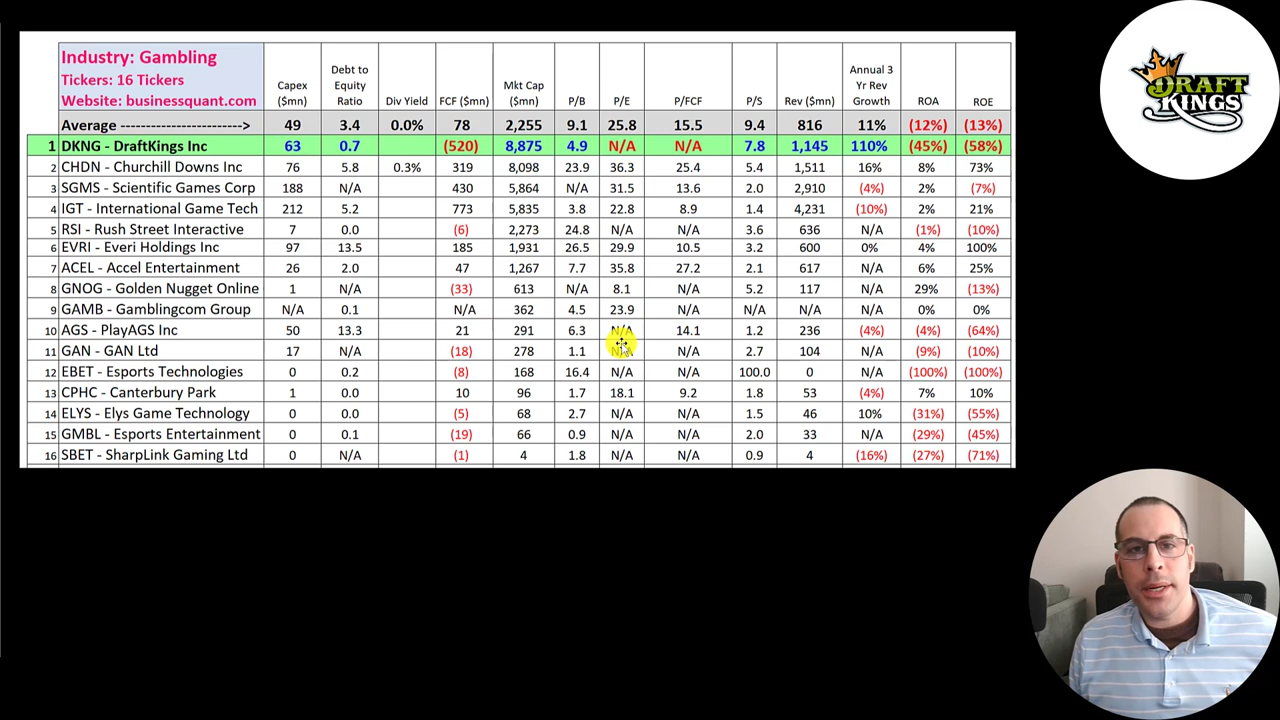 Industry: Gambling
Tickers: 16 Tickers
Website: businessquant.com
Capex ($mn) Debt to Equity Ratio Div Yield FCF ($mn) Mkt Cap ($mn) P/B P/E P/FCF P/S Rev ($mn) Annual 3 Yr Rev Growth ROA ROE
Average -----------------------> 49 3.4 0.0% 78 2,255 9.1 25.8 15.5 9.4 816 11% (12%) (13%)
1 DKNG - DraftKings Inc 63 0.7 (520) 8,875 4.9 N/A N/A 7.8 1,145 110% (45%) (58%)
2 CHDN - Churchill Downs Inc 76 5.8 0.3% 319 8,098 23.9 36.3 25.4 5.4 1,511 16% 8% 73%
3 SGMS - Scientific Games Corp 188 N/A 430 5,864 N/A 31.5 13.6 2.0 2,910 (4%) 2% (7%)
4 IGT - International Game Tech 212 5.2 773 5,835 3.8 22.8 8.9 1.4 4,231 (10%) 2% 21%
5 RSI - Rush Street Interactive 7 0.0 (6) 2,273 24.8 N/A N/A 3.6 636 N/A (1%) (10%)
6 EVRI - Everi Holdings Inc 97 13.5 185 1,931 26.5 29.9 10.5 3.2 600 0% 4% 100%
7 ACEL - Accel Entertainment 26 2.0 47 1,267 7.7 35.8 27.2 2.1 617 N/A 6% 25%
8 GNOG - Golden Nugget Online 1 N/A (33) 613 N/A 8.1 N/A 5.2 117 N/A 29% (13%)
9 GAMB - Gamblingcom Group N/A 0.1 N/A 362 4.5 23.9 N/A N/A N/A N/A 0% 0%
10 AGS - PlayAGS Inc 50 13.3 21 291 6.3 N/A 14.1 1.2 236 (4%) (4%) (64%)
11 GAN - GAN Ltd 17 N/A (18) 278 1.1 N/A N/A 2.7 104 N/A (9%) (10%)
12 EBET - Esports Technologies 0 0.2 (8) 168 16.4 N/A N/A 100.0 0 N/A (100%) (100%)
13 CPHC - Canterbury Park 1 0.0 10 96 1.7 18.1 9.2 1.8 53 (4%) 7% 10%
14 ELYS - Elys Game Technology 0 0.0 (5) 68 2.7 N/A N/A 1.5 46 10% (31%) (55%)
15 GMBL - Esports Entertainment 0 0.1 (19) 66 0.9 N/A N/A 2.0 33 N/A (29%) (45%)
16 SBET - SharpLink Gaming Ltd 0 N/A (1) 4 1.8 N/A N/A 0.9 4 (16%) (27%) (71%)
DRAFT
KINGS